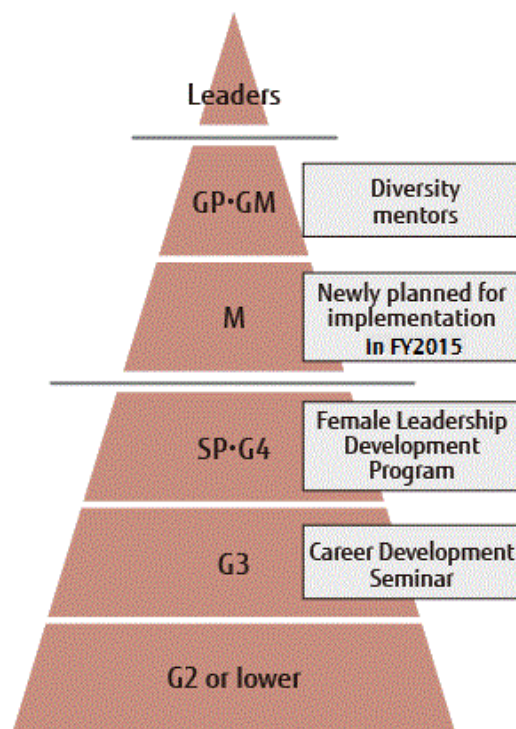 Leaders
GP·GM
Diversity
mentors
M
Newly planned for
implementation
In FY2015
SP·G4
Female Leadership
Development
Program
G3
Career Development
Seminar
G2 or lower